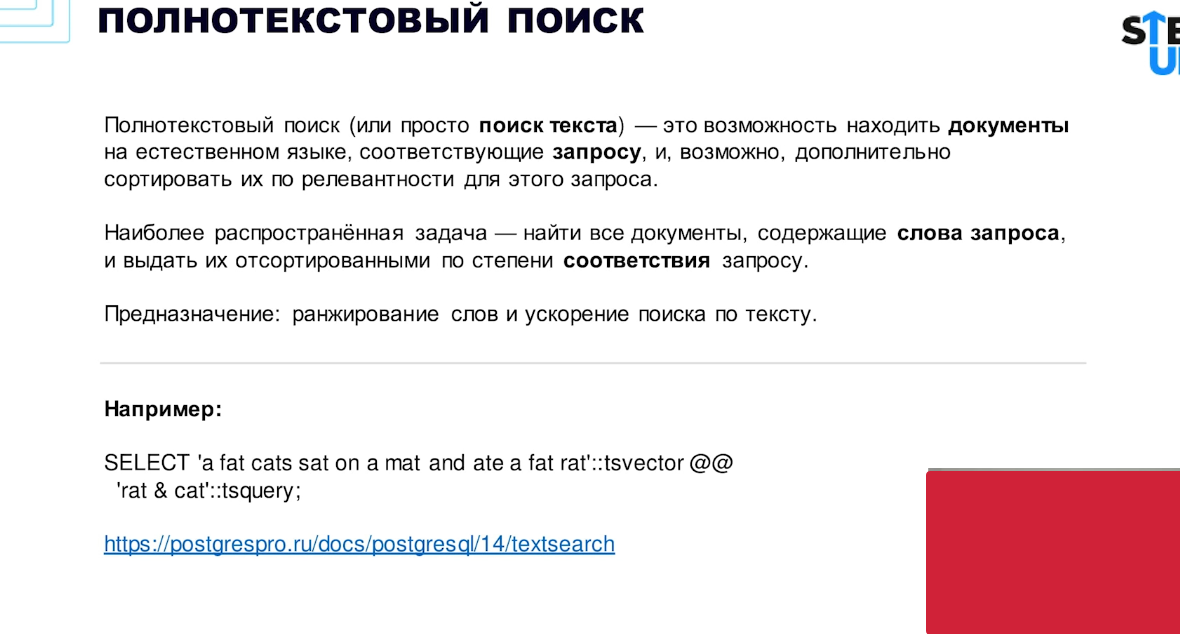 ПОЛНОТЕКСТОВЫЙ ПОИСК
Полнотекстовый поиск (или просто поиск текста) — это возможность находить документы
на естественном языке, соответствующие запросу, и, возможно, дополнительно
сортировать их по релевантности для этого запроса.
Наиболее распространённая задача — найти все документы, содержащие слова запроса,
и выдать их отсортированными по степени соответствия запросу.
Предназначение: ранжирование слов и ускорение поиска по тексту.
Например:
SELECT 'a fat cats sat on a mat and ate a fat rat'::tsvector @@
'rat & cat'::tsquery;
https://postgrespro.ru/docs/postgresql/14/textsearch